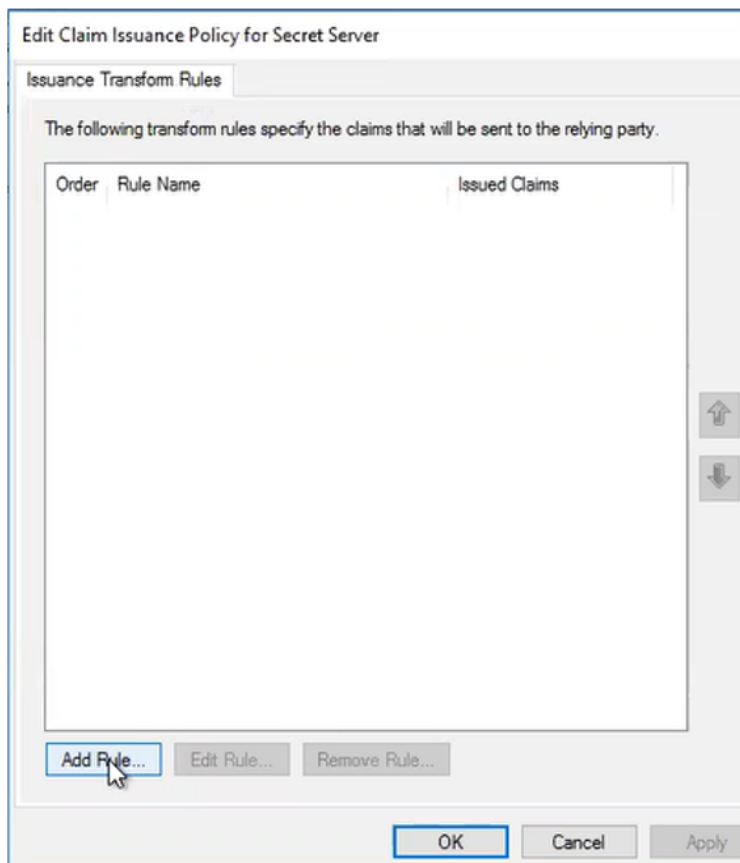 Edit Claim Issuance Policy for Secret Server
Issuance Transform Rules
The following transform rules specify the claims that will be sent to the relying party.
Order Rule Name Issued Claims
Add Rule... Edit Rule... Remove Rule...
OK Cancel Apply